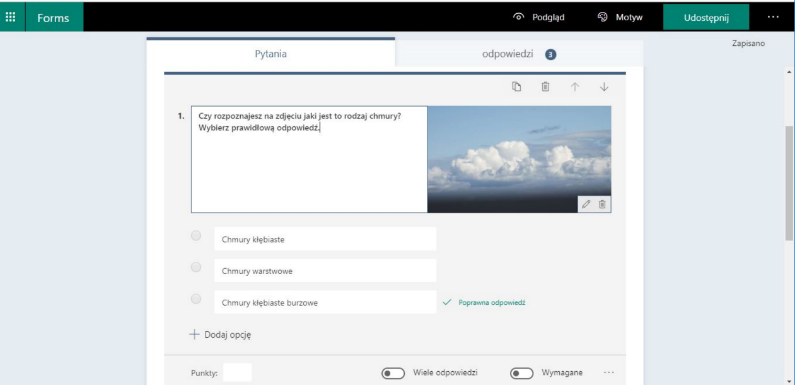 Forms
Podgląd
Motyw
Udostępnij
Zapisano
Pytania
odpowiedzi 3
1. Czy rozpoznajesz na zdjęciu jaki jest to rodzaj chmury?
Wybierz prawidłową odpowiedź.
Chmury kłębiaste
Chmury warstwowe
Chmury kłębiaste burzowe
Poprawna odpowiedź
Dodaj opcję
Punkty:
Wiele odpowiedzi
Wymagane